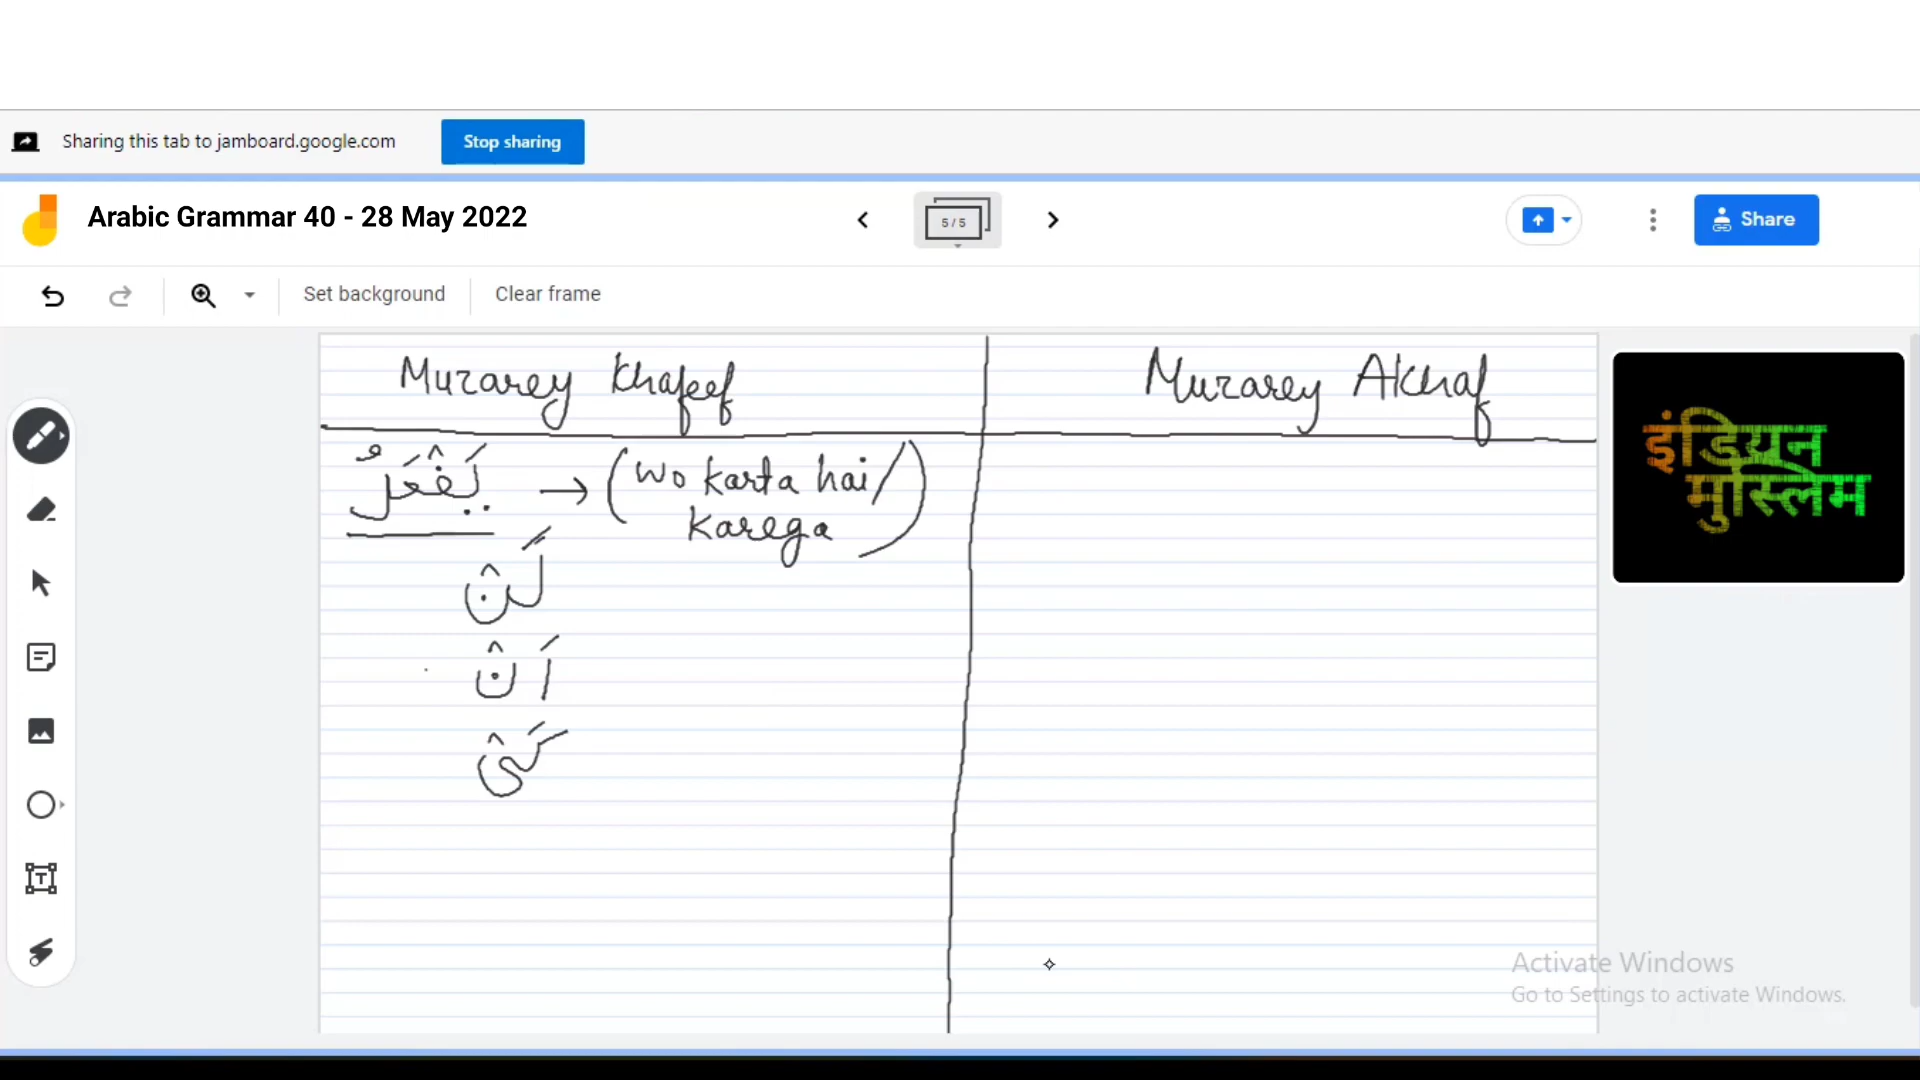 Sharing this tab to jamboard.google.com
Stop sharing
Arabic Grammar 40 - 28 May 2022
5 / 5
Share
Set background
Clear frame
Muzarey Khafeef
Muzarey Akhaf
يَفْعَلُ → (wo karta hai/
karega)
لَنْ
اَنْ
كَىْ
इंडियन
मुस्लिम
Activate Windows
Go to Settings to activate Windows.